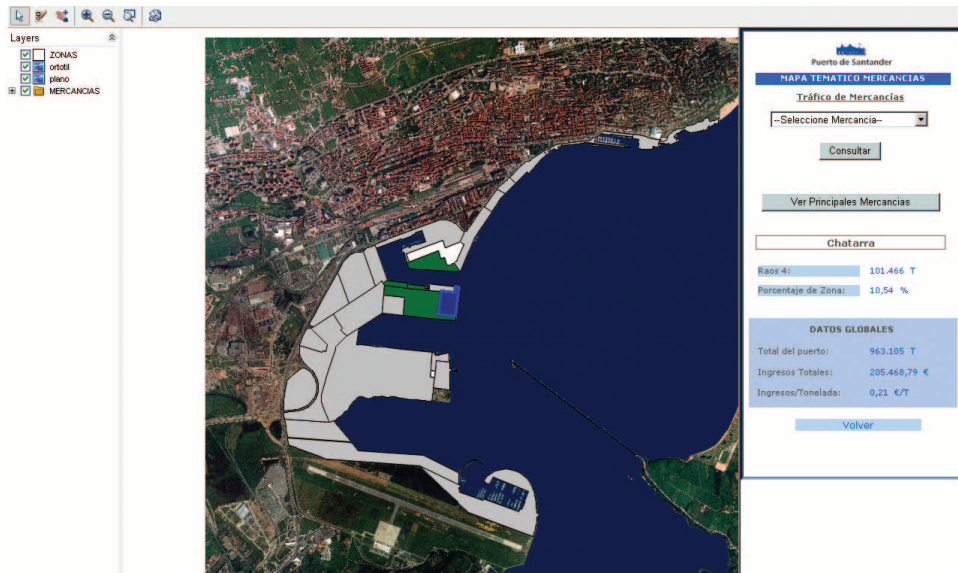 Layers
ZONAS
ortotil
plano
MERCANCIAS
Puerto de Santander
MAPA TEMATICO MERCANCIAS
Tráfico de Mercancías
--Seleccione Mercancia--
Consultar
Ver Principales Mercancias
Chatarra
Raos 4: 101.466 T
Porcentaje de Zona: 10,54 %
DATOS GLOBALES
Total del puerto: 963.105 T
Ingresos Totales: 205.468,79 €
Ingresos/Tonelada: 0,21 €/T
Volver